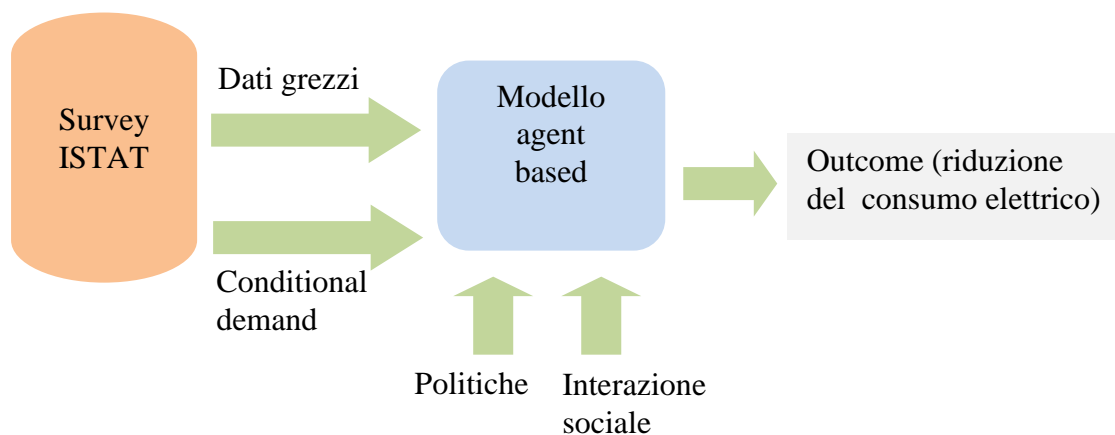 Survey
ISTAT
Dati grezzi
Conditional
demand
Modello
agent
based
Politiche
Interazione
sociale
Outcome (riduzione
del consumo elettrico)